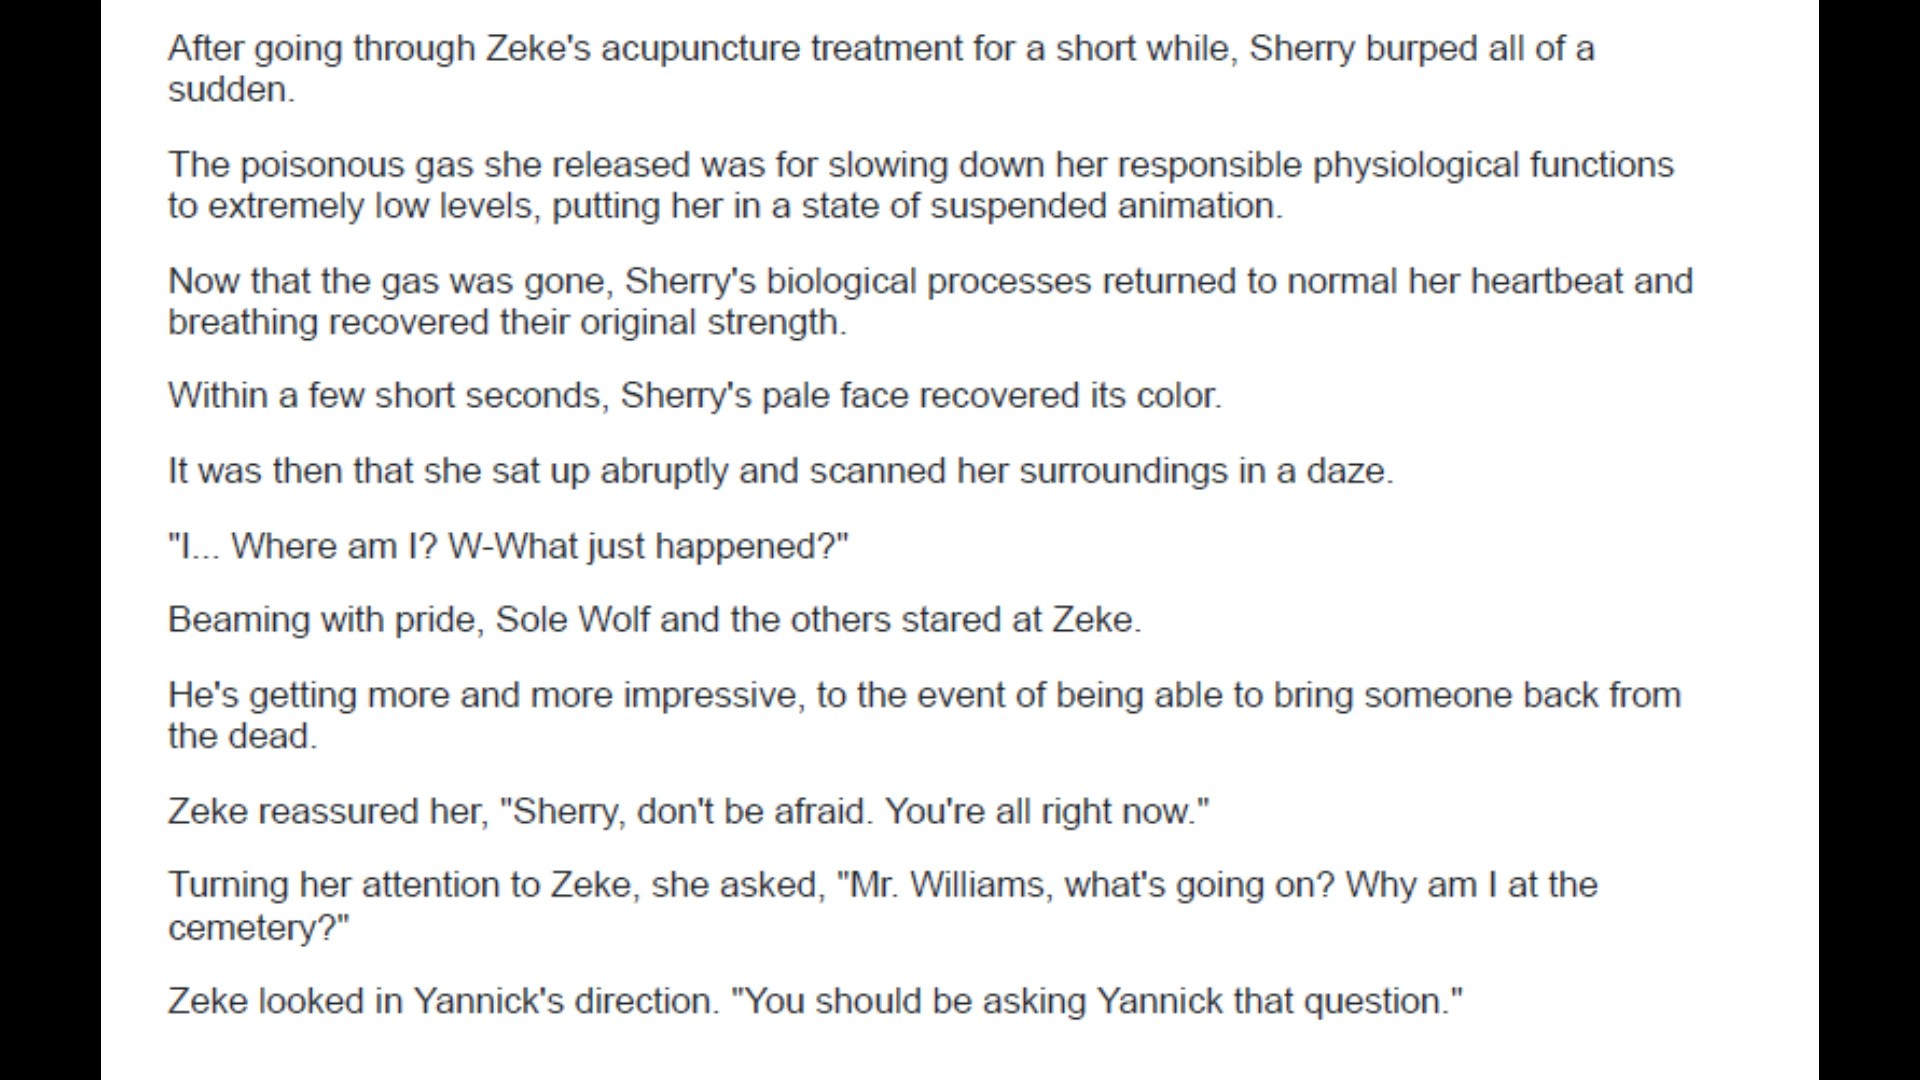 After going through Zeke's acupuncture treatment for a short while, Sherry burped all of a
sudden.
The poisonous gas she released was for slowing down her responsible physiological functions
to extremely low levels, putting her in a state of suspended animation.
Now that the gas was gone, Sherry's biological processes returned to normal her heartbeat and
breathing recovered their original strength.
Within a few short seconds, Sherry's pale face recovered its color.
It was then that she sat up abruptly and scanned her surroundings in a daze.
"I... Where am I? W-What just happened?"
Beaming with pride, Sole Wolf and the others stared at Zeke.
He's getting more and more impressive, to the event of being able to bring someone back from
the dead.
Zeke reassured her, "Sherry, don't be afraid. You're all right now."
Turning her attention to Zeke, she asked, "Mr. Williams, what's going on? Why am I at the
cemetery?"
Zeke looked in Yannick's direction. "You should be asking Yannick that question."